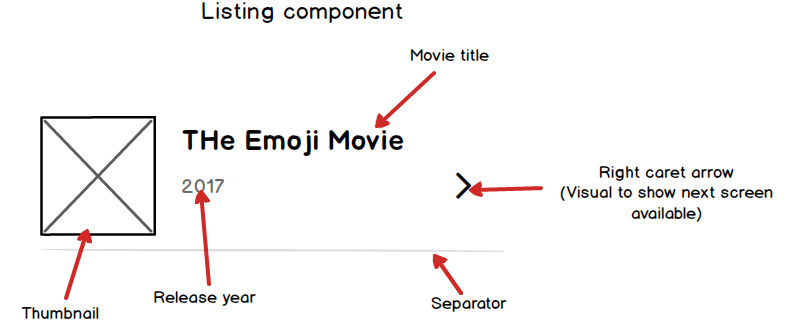 Listing component
Movie title
THe Emoji Movie
2017
Right caret arrow
(Visual to show next screen
available)
Release year
Separator
Thumbnail